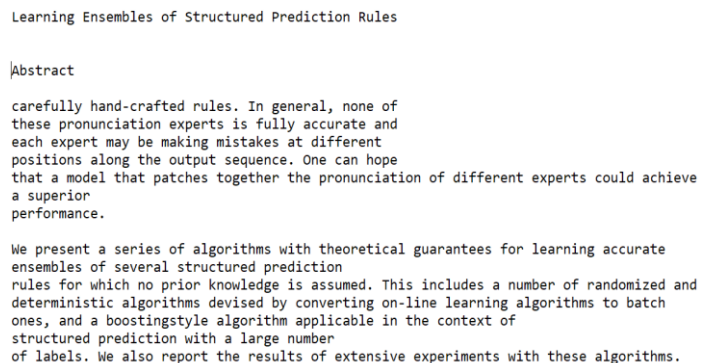 Learning Ensembles of Structured Prediction Rules
Abstract
carefully hand-crafted rules. In general, none of
these pronunciation experts is fully accurate and
each expert may be making mistakes at different
positions along the output sequence. One can hope
that a model that patches together the pronunciation of different experts could achieve
a superior
performance.
We present a series of algorithms with theoretical guarantees for learning accurate
ensembles of several structured prediction
rules for which no prior knowledge is assumed. This includes a number of randomized and
deterministic algorithms devised by converting on-line learning algorithms to batch
ones, and a boostingstyle algorithm applicable in the context of
structured prediction with a large number
of labels. We also report the results of extensive experiments with these algorithms.